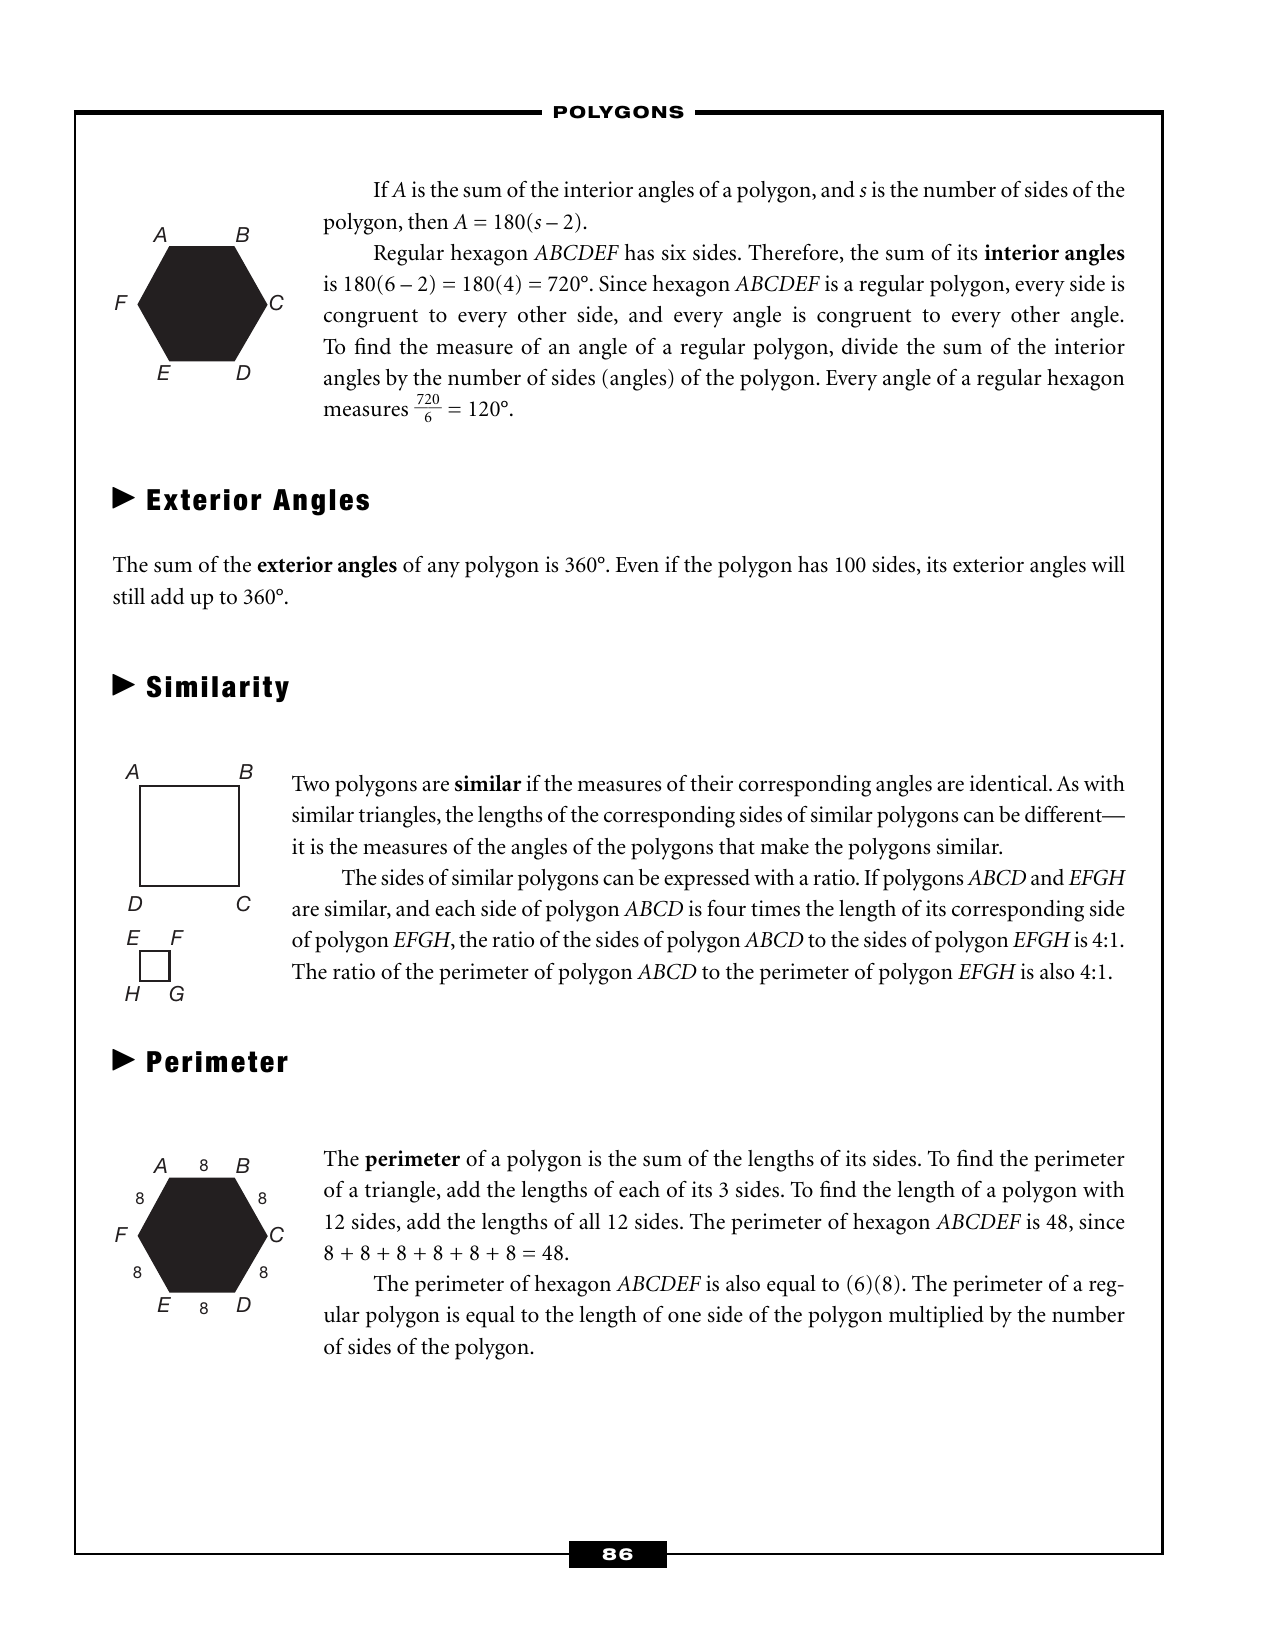 POLYGONS
If A is the sum of the interior angles of a polygon, and s is the number of sides of the
polygon, then A = 180(s – 2).
Regular hexagon ABCDEF has six sides. Therefore, the sum of its interior angles
is 180(6 – 2) = 180(4) = 720°. Since hexagon ABCDEF is a regular polygon, every side is
congruent to every other side, and every angle is congruent to every other angle.
To find the measure of an angle of a regular polygon, divide the sum of the interior
angles by the number of sides (angles) of the polygon. Every angle of a regular hexagon
measures 720/6 = 120°.
A B
F C
E D
Exterior Angles
The sum of the exterior angles of any polygon is 360°. Even if the polygon has 100 sides, its exterior angles will
still add up to 360°.
Similarity
A B
D C
E F
H G
Two polygons are similar if the measures of their corresponding angles are identical. As with
similar triangles, the lengths of the corresponding sides of similar polygons can be different—
it is the measures of the angles of the polygons that make the polygons similar.
The sides of similar polygons can be expressed with a ratio. If polygons ABCD and EFGH
are similar, and each side of polygon ABCD is four times the length of its corresponding side
of polygon EFGH, the ratio of the sides of polygon ABCD to the sides of polygon EFGH is 4:1.
The ratio of the perimeter of polygon ABCD to the perimeter of polygon EFGH is also 4:1.
Perimeter
A 8 B
8 8
F C
8 8
E 8 D
The perimeter of a polygon is the sum of the lengths of its sides. To find the perimeter
of a triangle, add the lengths of each of its 3 sides. To find the length of a polygon with
12 sides, add the lengths of all 12 sides. The perimeter of hexagon ABCDEF is 48, since
8 + 8 + 8 + 8 + 8 + 8 = 48.
The perimeter of hexagon ABCDEF is also equal to (6)(8). The perimeter of a reg-
ular polygon is equal to the length of one side of the polygon multiplied by the number
of sides of the polygon.
86